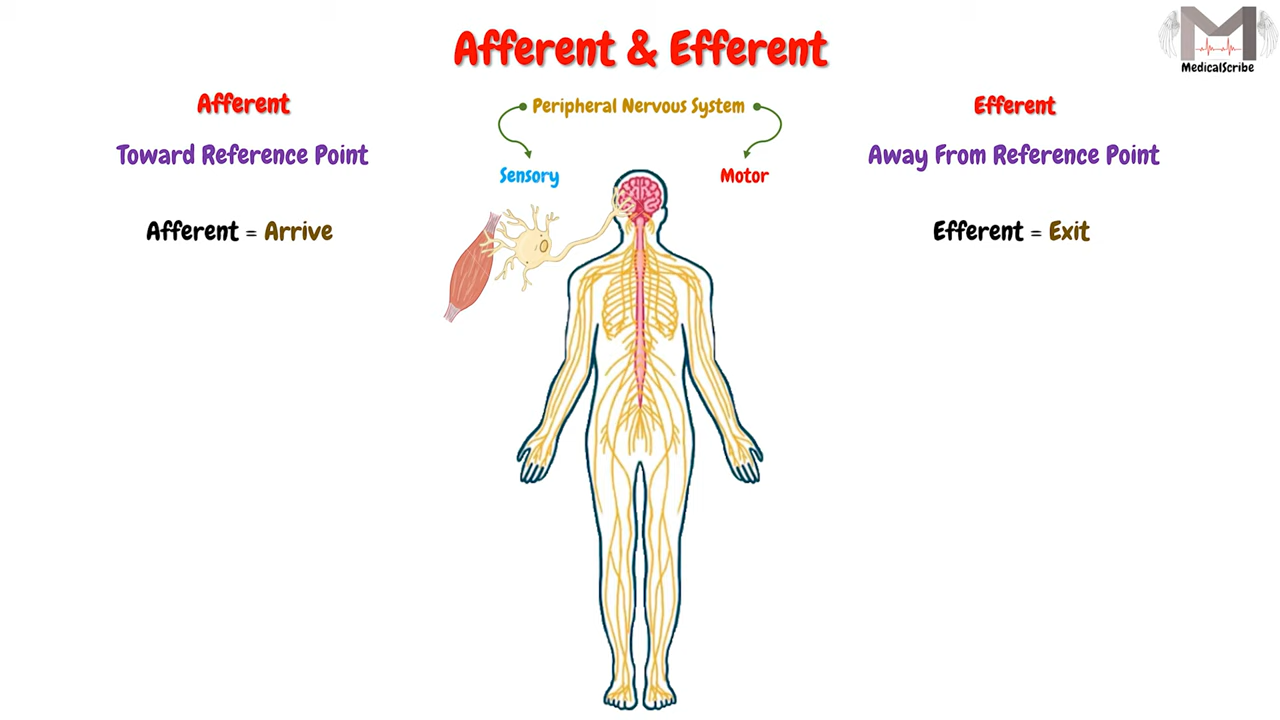 Afferent & Efferent
MedicalScribe
Afferent
Peripheral Nervous System
Efferent
Toward Reference Point
Away From Reference Point
Sensory
Motor
Afferent = Arrive
Efferent = Exit